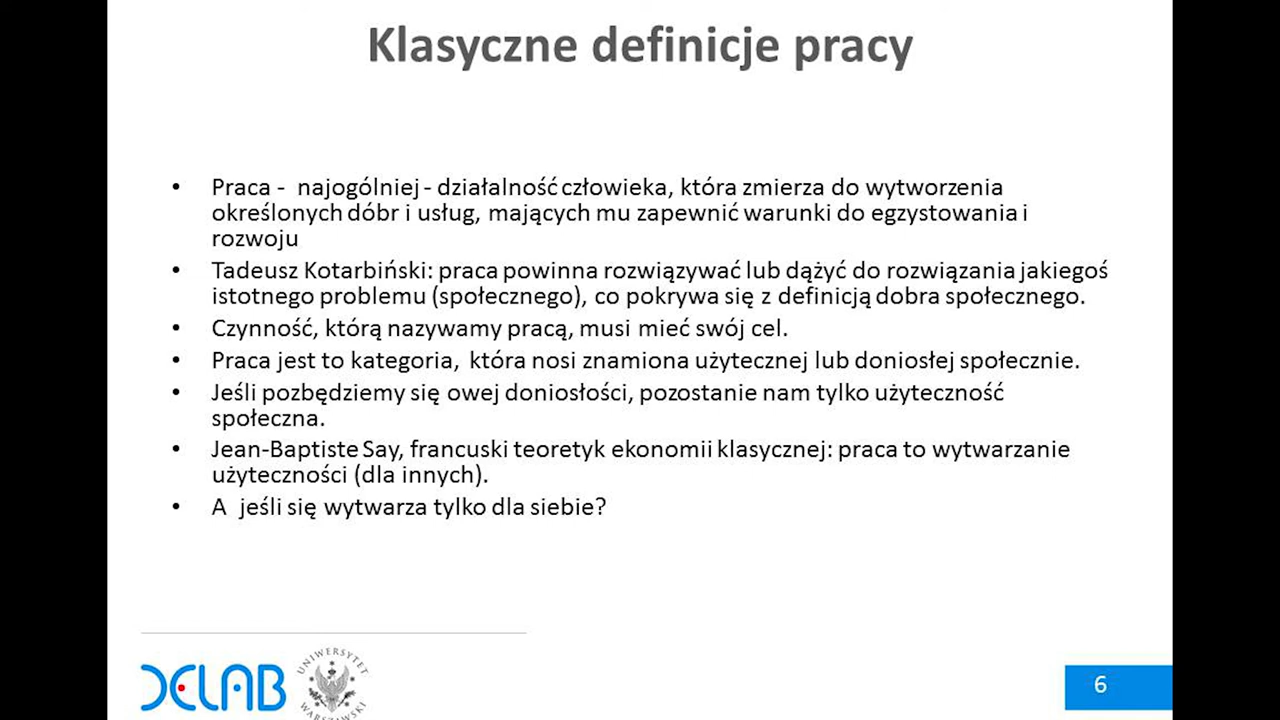 Klasyczne definicje pracy
• Praca - najogólniej - działalność człowieka, która zmierza do wytworzenia
określonych dóbr i usług, mających mu zapewnić warunki do egzystowania i
rozwoju
• Tadeusz Kotarbiński: praca powinna rozwiązywać lub dążyć do rozwiązania jakiegoś
istotnego problemu (społecznego), co pokrywa się z definicją dobra społecznego.
• Czynność, którą nazywamy pracą, musi mieć swój cel.
• Praca jest to kategoria, która nosi znamiona użytecznej lub doniosłej społecznie.
• Jeśli pozbędziemy się owej doniosłości, pozostanie nam tylko użyteczność
społeczna.
• Jean-Baptiste Say, francuski teoretyk ekonomii klasycznej: praca to wytwarzanie
użyteczności (dla innych).
• A jeśli się wytwarza tylko dla siebie?
DELAB
UNIWERSYTET
WARSZAWSKI
6